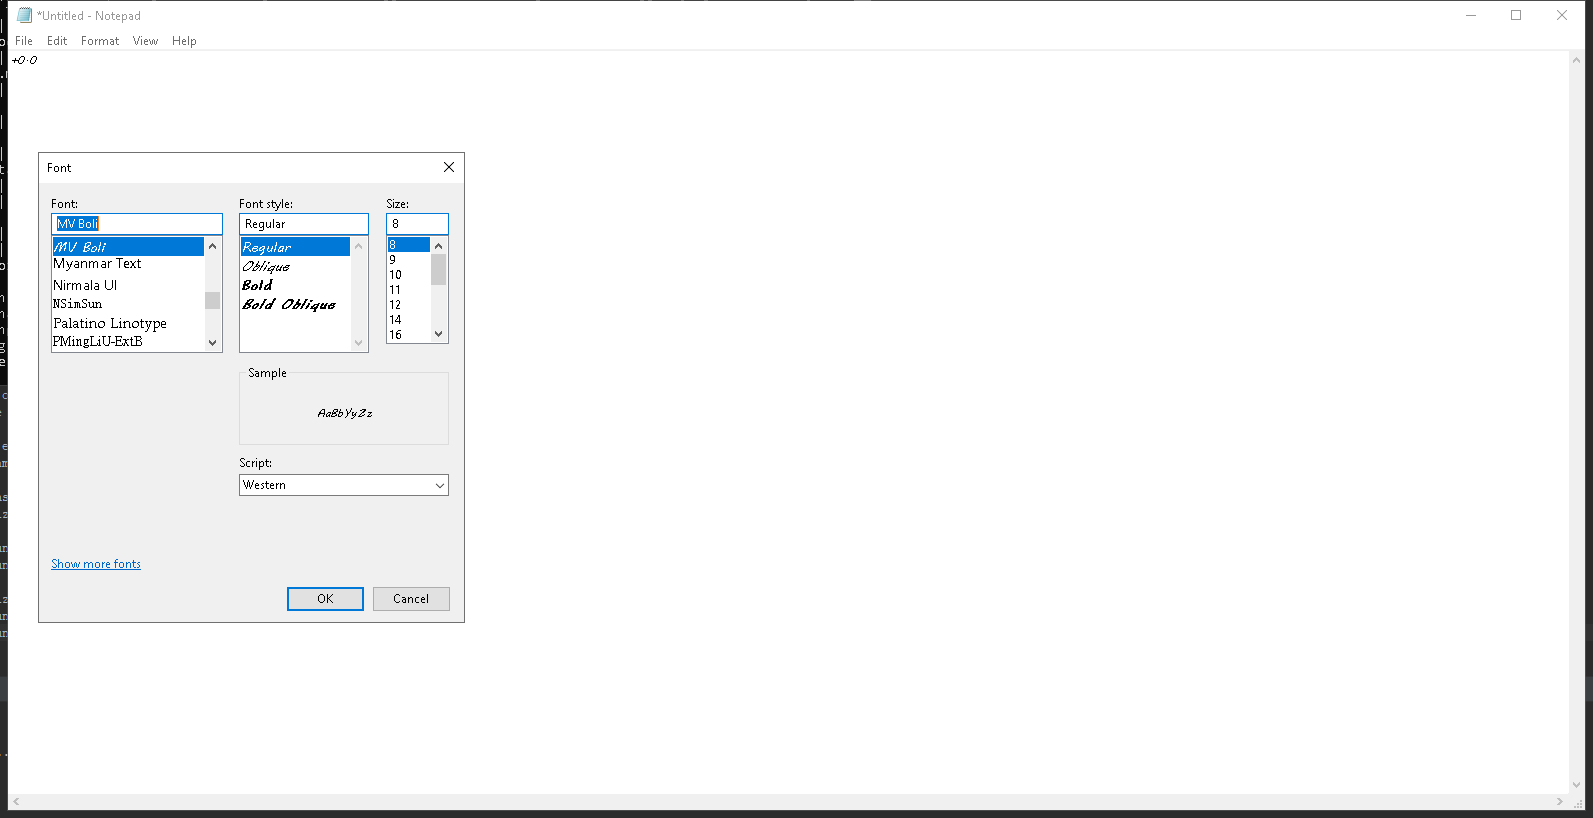 *Untitled - Notepad
File Edit Format View Help
+0.0
Font
Font: Font style: Size:
MV Boli Regular 8
MV Boli Regular 8
Myanmar Text Oblique 9
Nirmala UI Bold 10
NSimSun Bold Oblique 11
Palatino Linotype 12
PMingLiU-ExtB 14
16
Sample
AaBbYyZz
Script:
Western
Show more fonts
OK Cancel